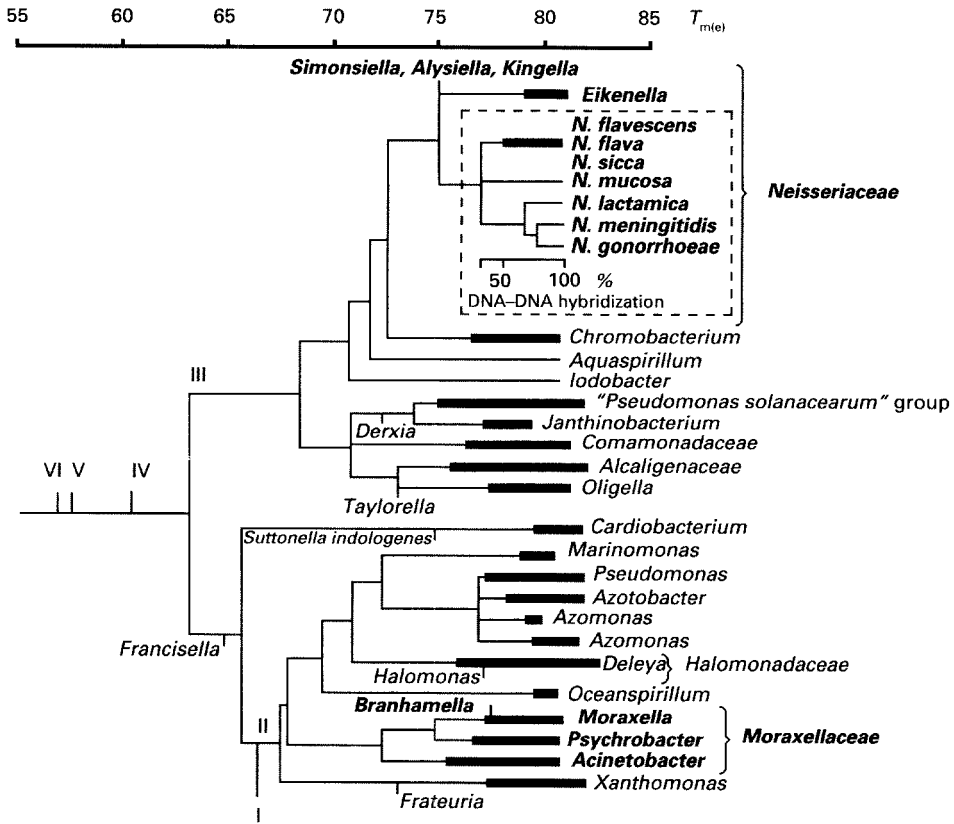 55 60 65 70 75 80 85 Tm(e)
Simonsiella, Alysiella, Kingella
Eikenella
N. flavescens
N. flava
N. sicca
N. mucosa
Neisseriaceae
N. lactamica
N. meningitidis
N. gonorrhoeae
50 100 %
DNA–DNA hybridization
Chromobacterium
Aquaspirillum
Iodobacter
III
"Pseudomonas solanacearum" group
Janthinobacterium
Derxia
Comamonadaceae
VI V IV
Alcaligenaceae
Oligella
Taylorella
Cardiobacterium
Suttonella indologenes
Marinomonas
Pseudomonas
Azotobacter
Azomonas
Azomonas
Francisella
Deleya Halomonadaceae
Halomonas
Oceanspirillum
Branhamella
Moraxella
II
Psychrobacter Moraxellaceae
Acinetobacter
Xanthomonas
Frateuria
I